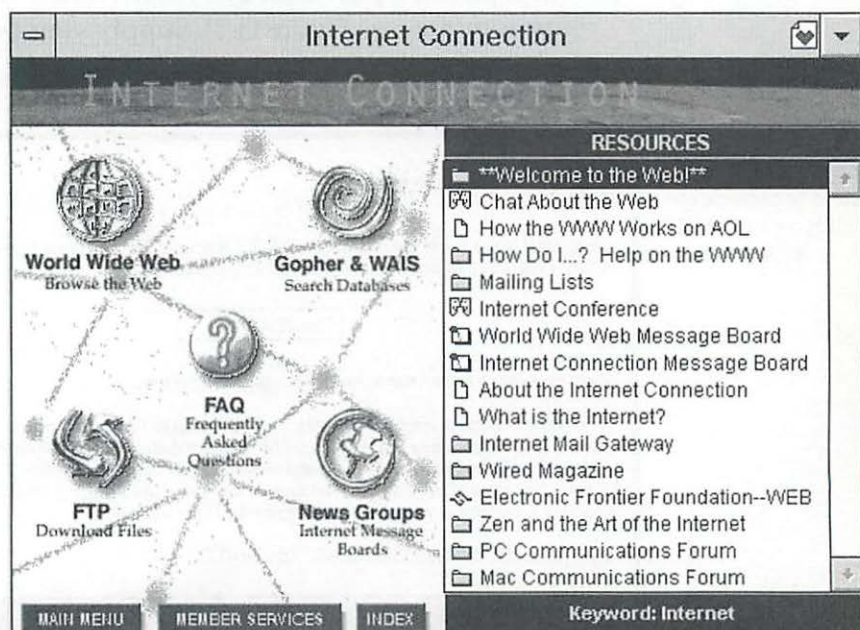 Internet Connection
INTERNET CONNECTION
World Wide Web
Browse the Web
Gopher & WAIS
Search Databases
FAQ
Frequently
Asked
Questions
FTP
Download Files
News Groups
Internet Message
Boards
MAIN MENU
MEMBER SERVICES
INDEX
RESOURCES
**Welcome to the Web!**
Chat About the Web
How the WWW Works on AOL
How Do I...? Help on the WWW
Mailing Lists
Internet Conference
World Wide Web Message Board
Internet Connection Message Board
About the Internet Connection
What is the Internet?
Internet Mail Gateway
Wired Magazine
Electronic Frontier Foundation--WEB
Zen and the Art of the Internet
PC Communications Forum
Mac Communications Forum
Keyword: Internet